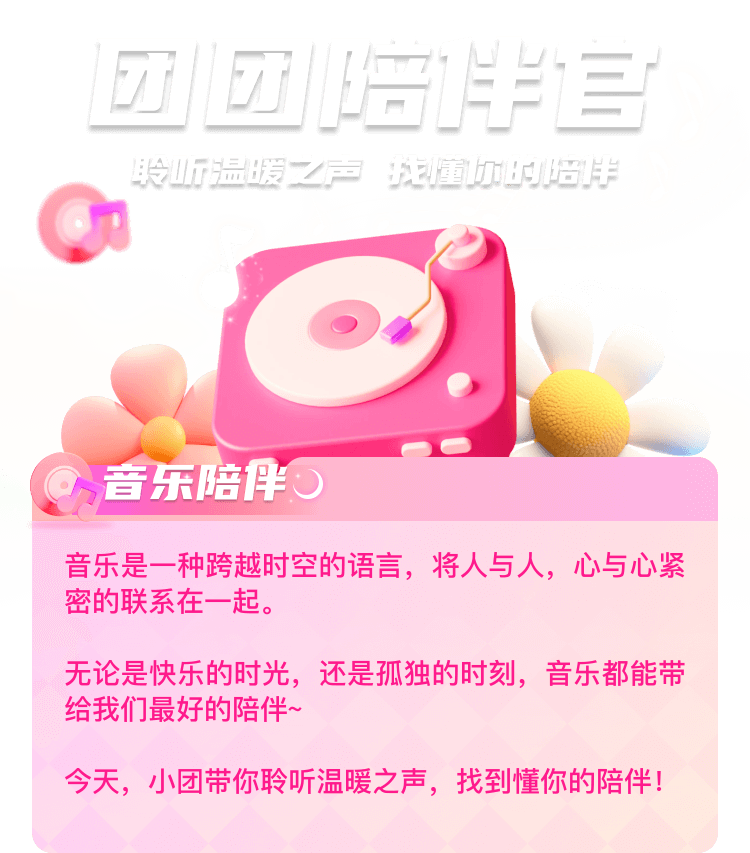 团团陪伴官
聆听温暖之声 找懂你的陪伴
音乐陪伴
音乐是一种跨越时空的语言，将人与人，心与心紧
密的联系在一起。
无论是快乐的时光，还是孤独的时刻，音乐都能带
给我们最好的陪伴~
今天，小团带你聆听温暖之声，找到懂你的陪伴！